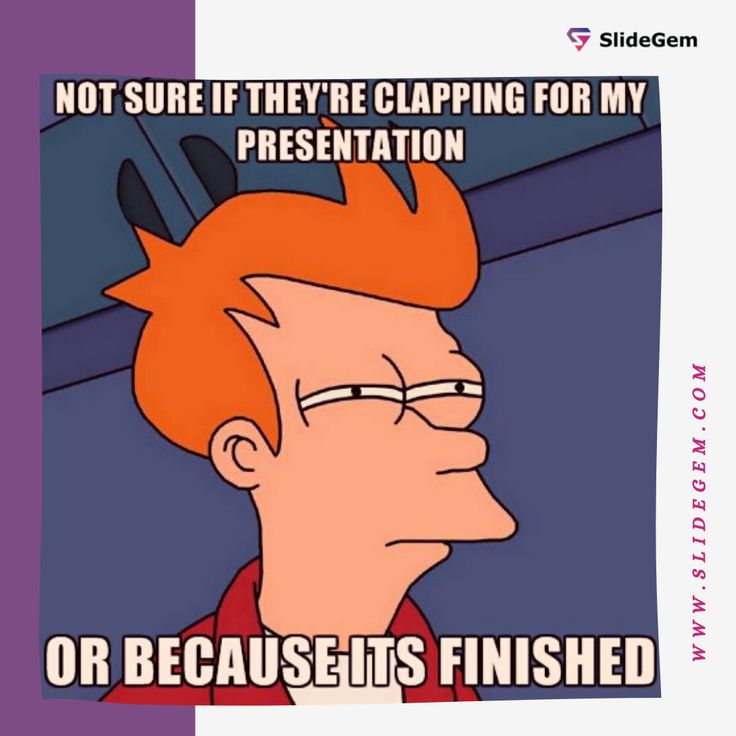 SlideGem
NOT SURE IF THEY'RE CLAPPING FOR MY
PRESENTATION
OR BECAUSE ITS FINISHED
WWW.SLIDEGEM.COM